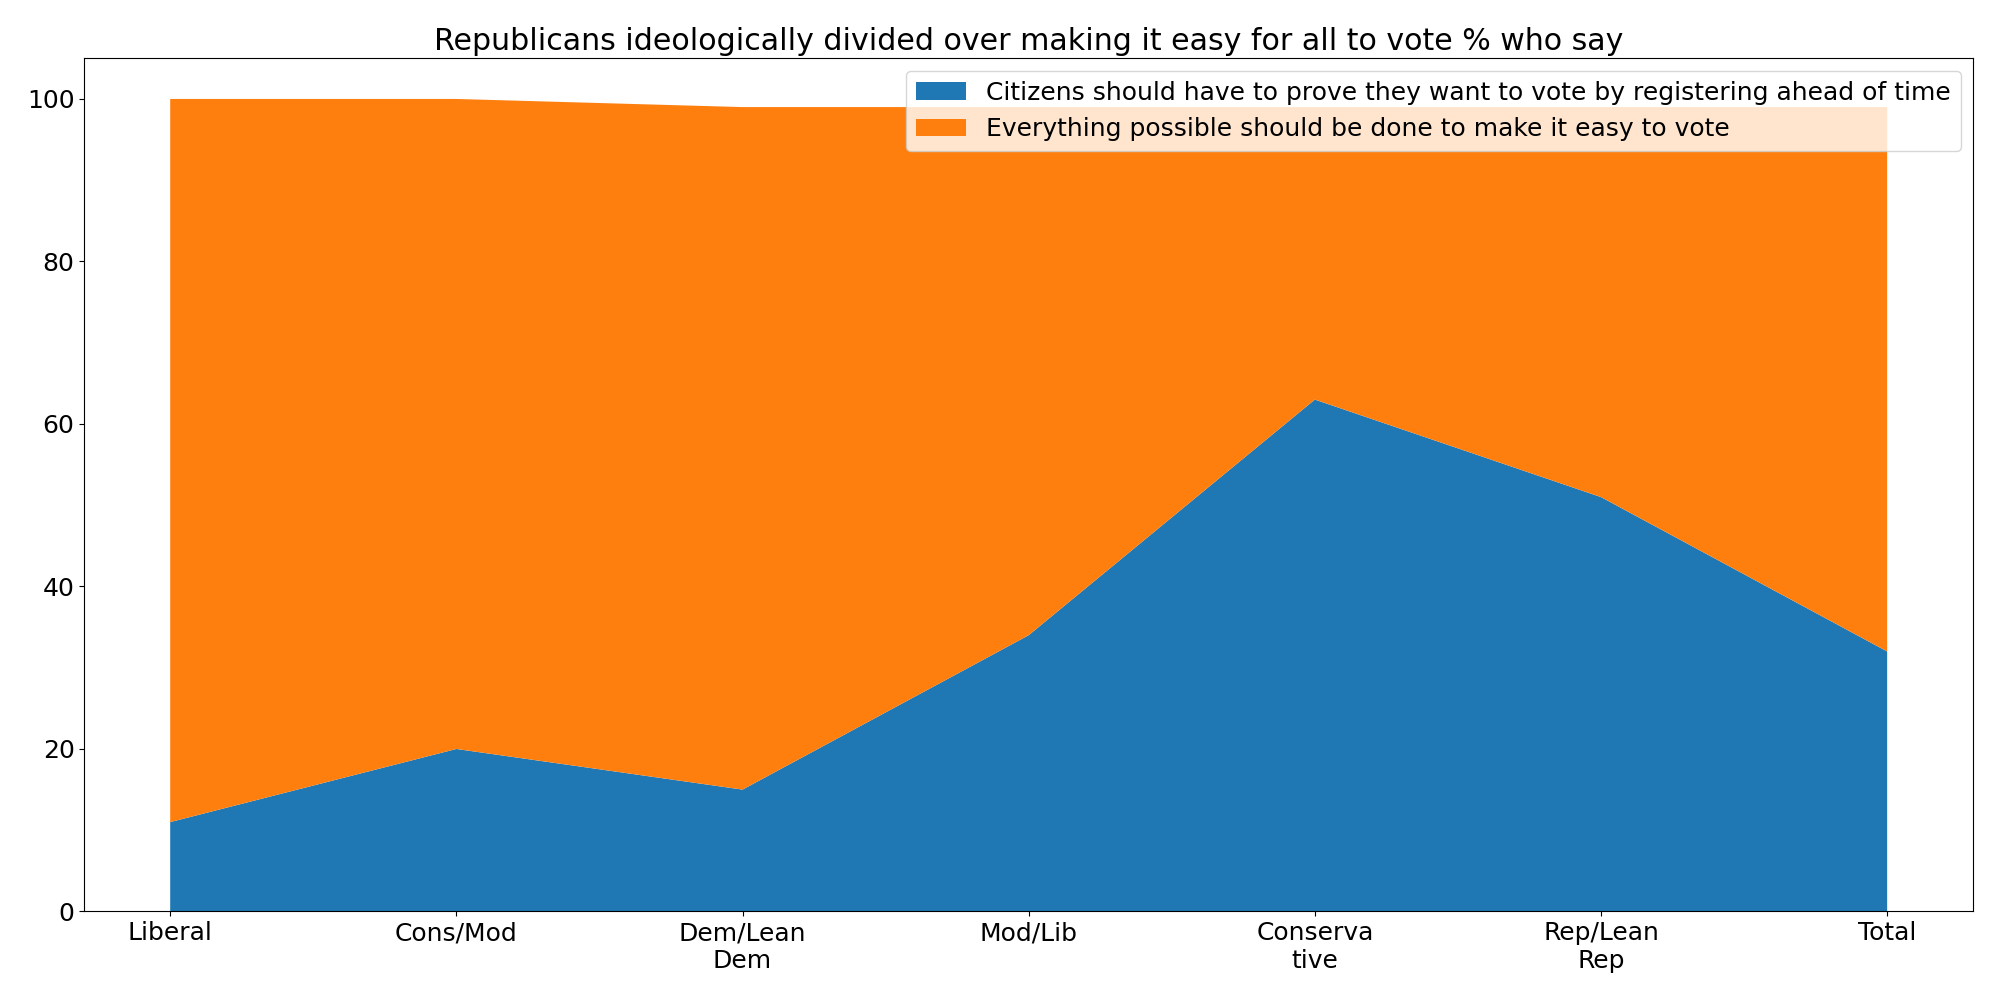 Republicans ideologically divided over making it easy for all to vote % who say
Citizens should have to prove they want to vote by registering ahead of time
Everything possible should be done to make it easy to vote
100
80
60
40
20
0
Liberal
Cons/Mod
Dem/Lean
Dem
Mod/Lib
Conserva
tive
Rep/Lean
Rep
Total